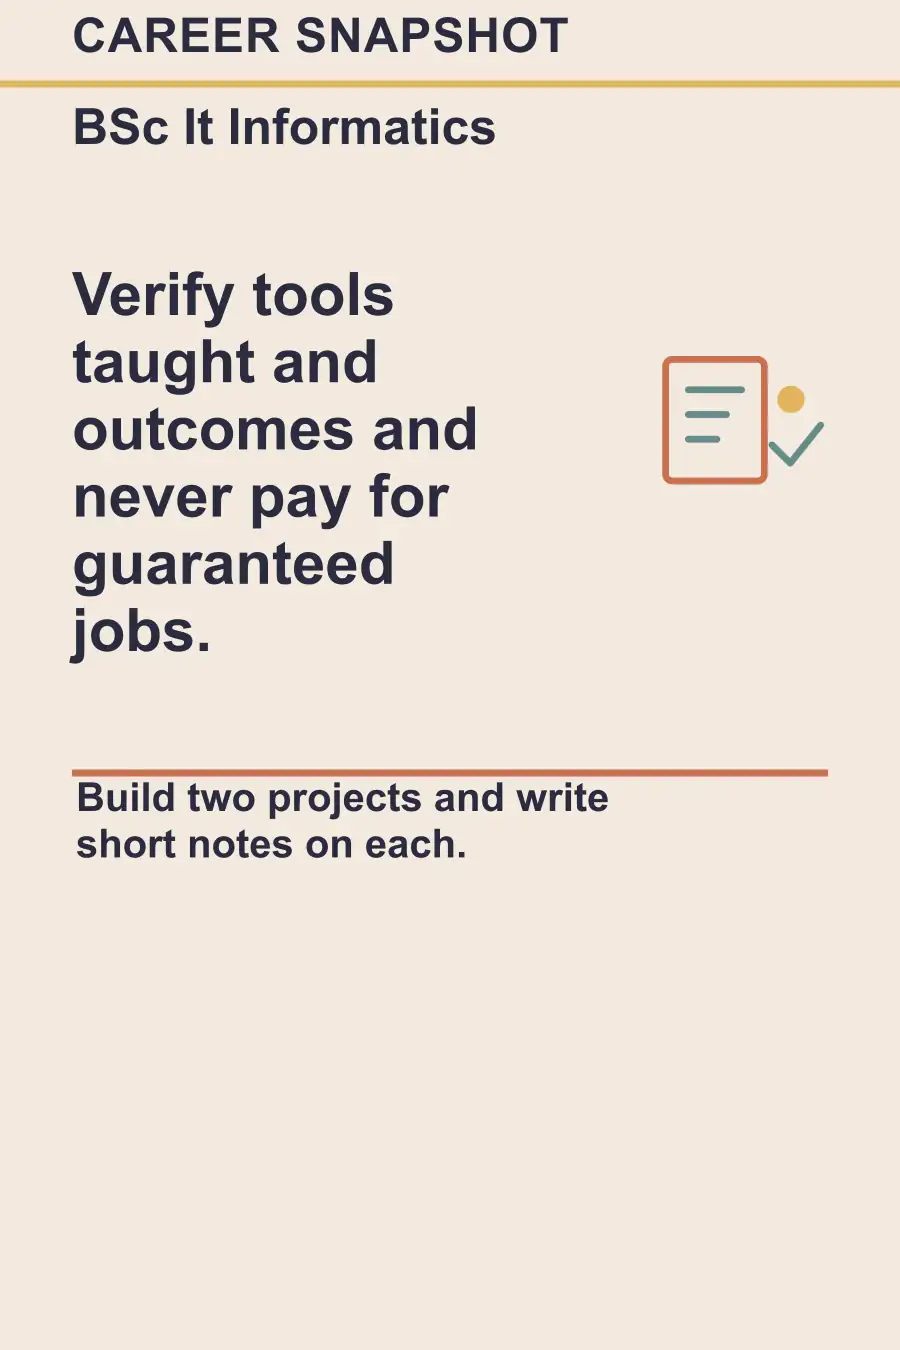 CAREER SNAPSHOT
BSc It Informatics
Verify tools
taught and
outcomes and
never pay for
guaranteed
jobs.
Build two projects and write
short notes on each.